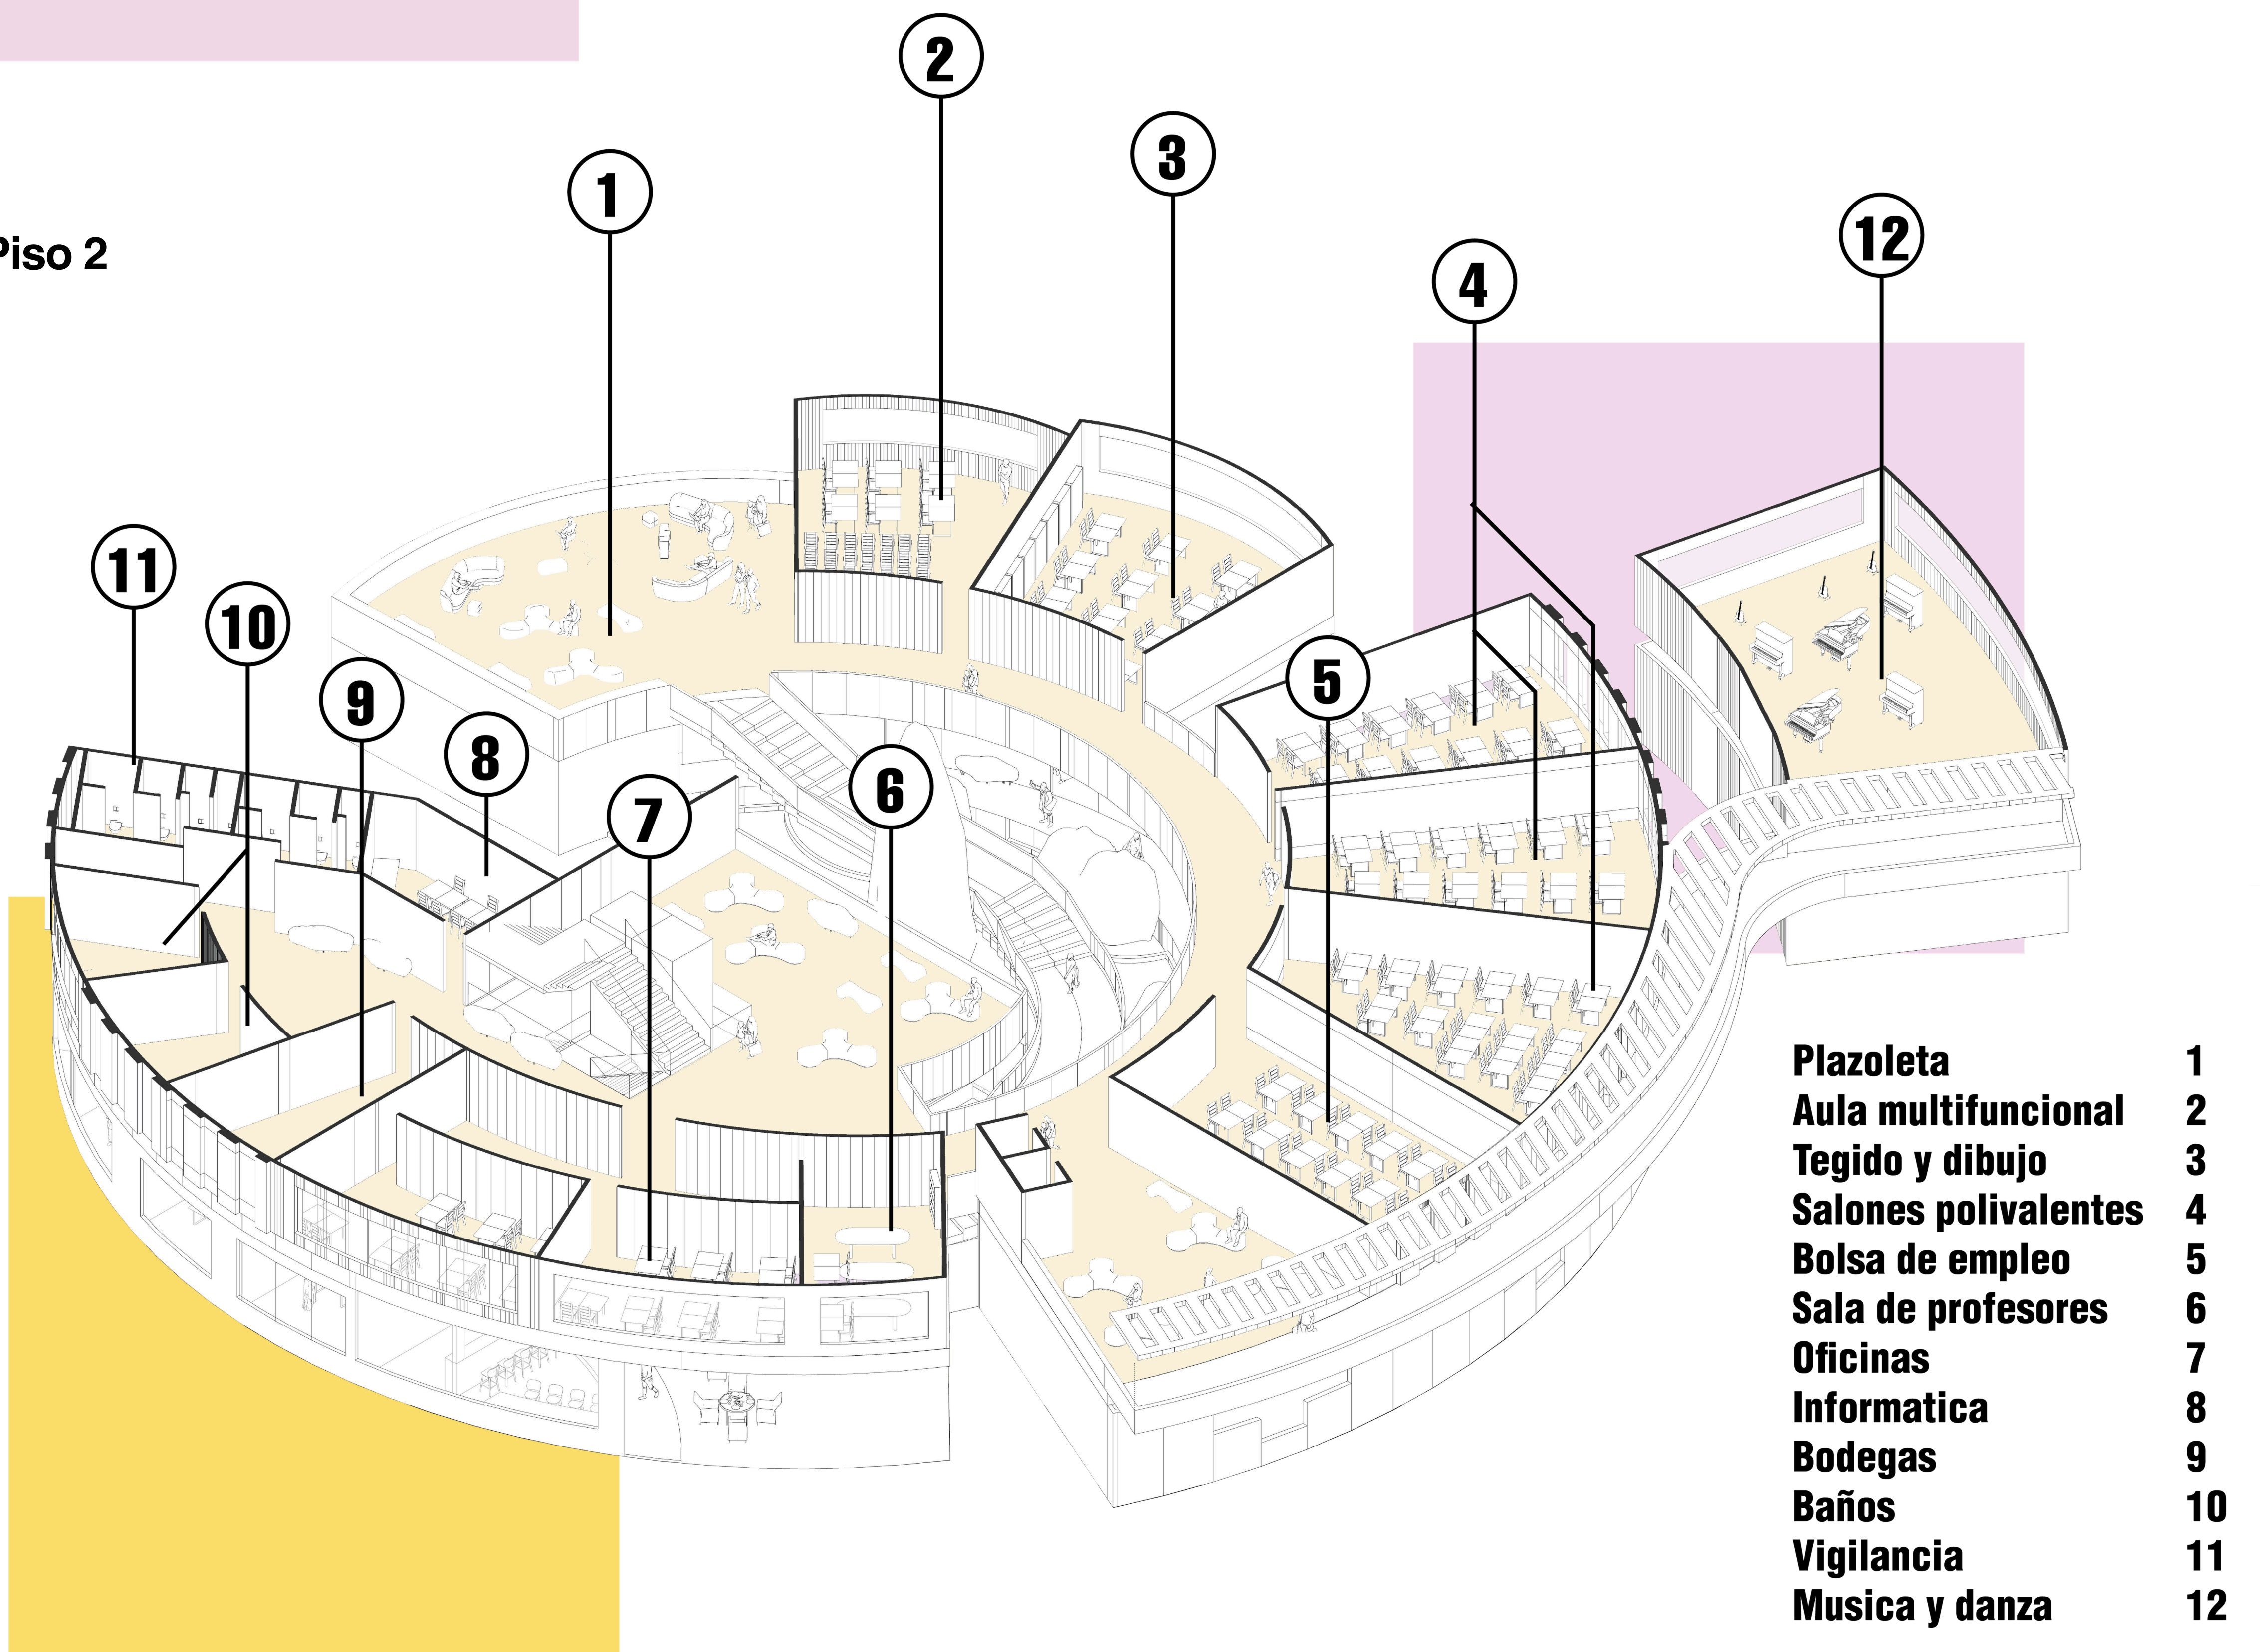 2
3
1
12
Piso 2
4
11
10
5
9
8
6
7
Plazoleta 1
Aula multifuncional 2
Tegido y dibujo 3
Salones polivalentes 4
Bolsa de empleo 5
Sala de profesores 6
Oficinas 7
Informatica 8
Bodegas 9
Baños 10
Vigilancia 11
Musica y danza 12